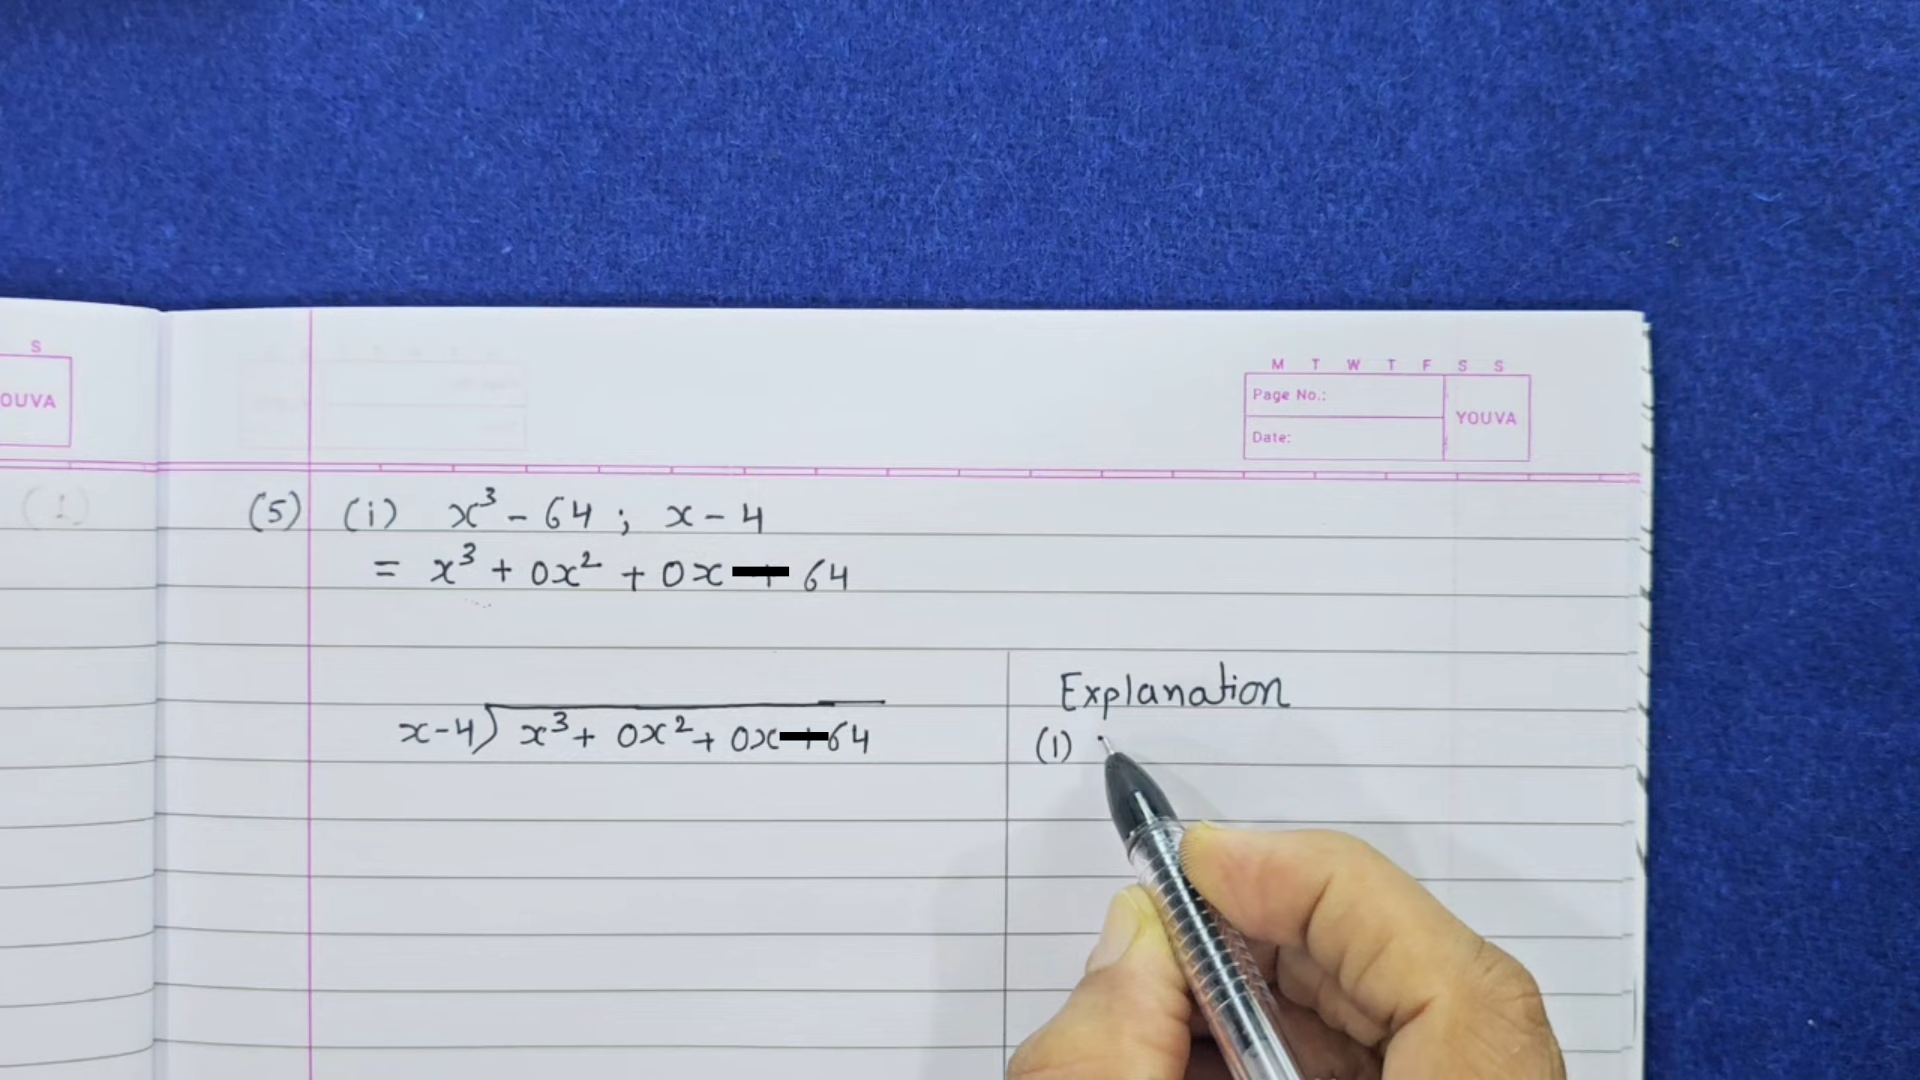 S
OUVA
(1)
M T W T F S S
Page No.:
YOUVA
Date:
(5) (i) x³ - 64 ; x - 4
= x³ + 0x² + 0x - 64
Explanation
x-4) x³ + 0x² + 0x - 64
(1)